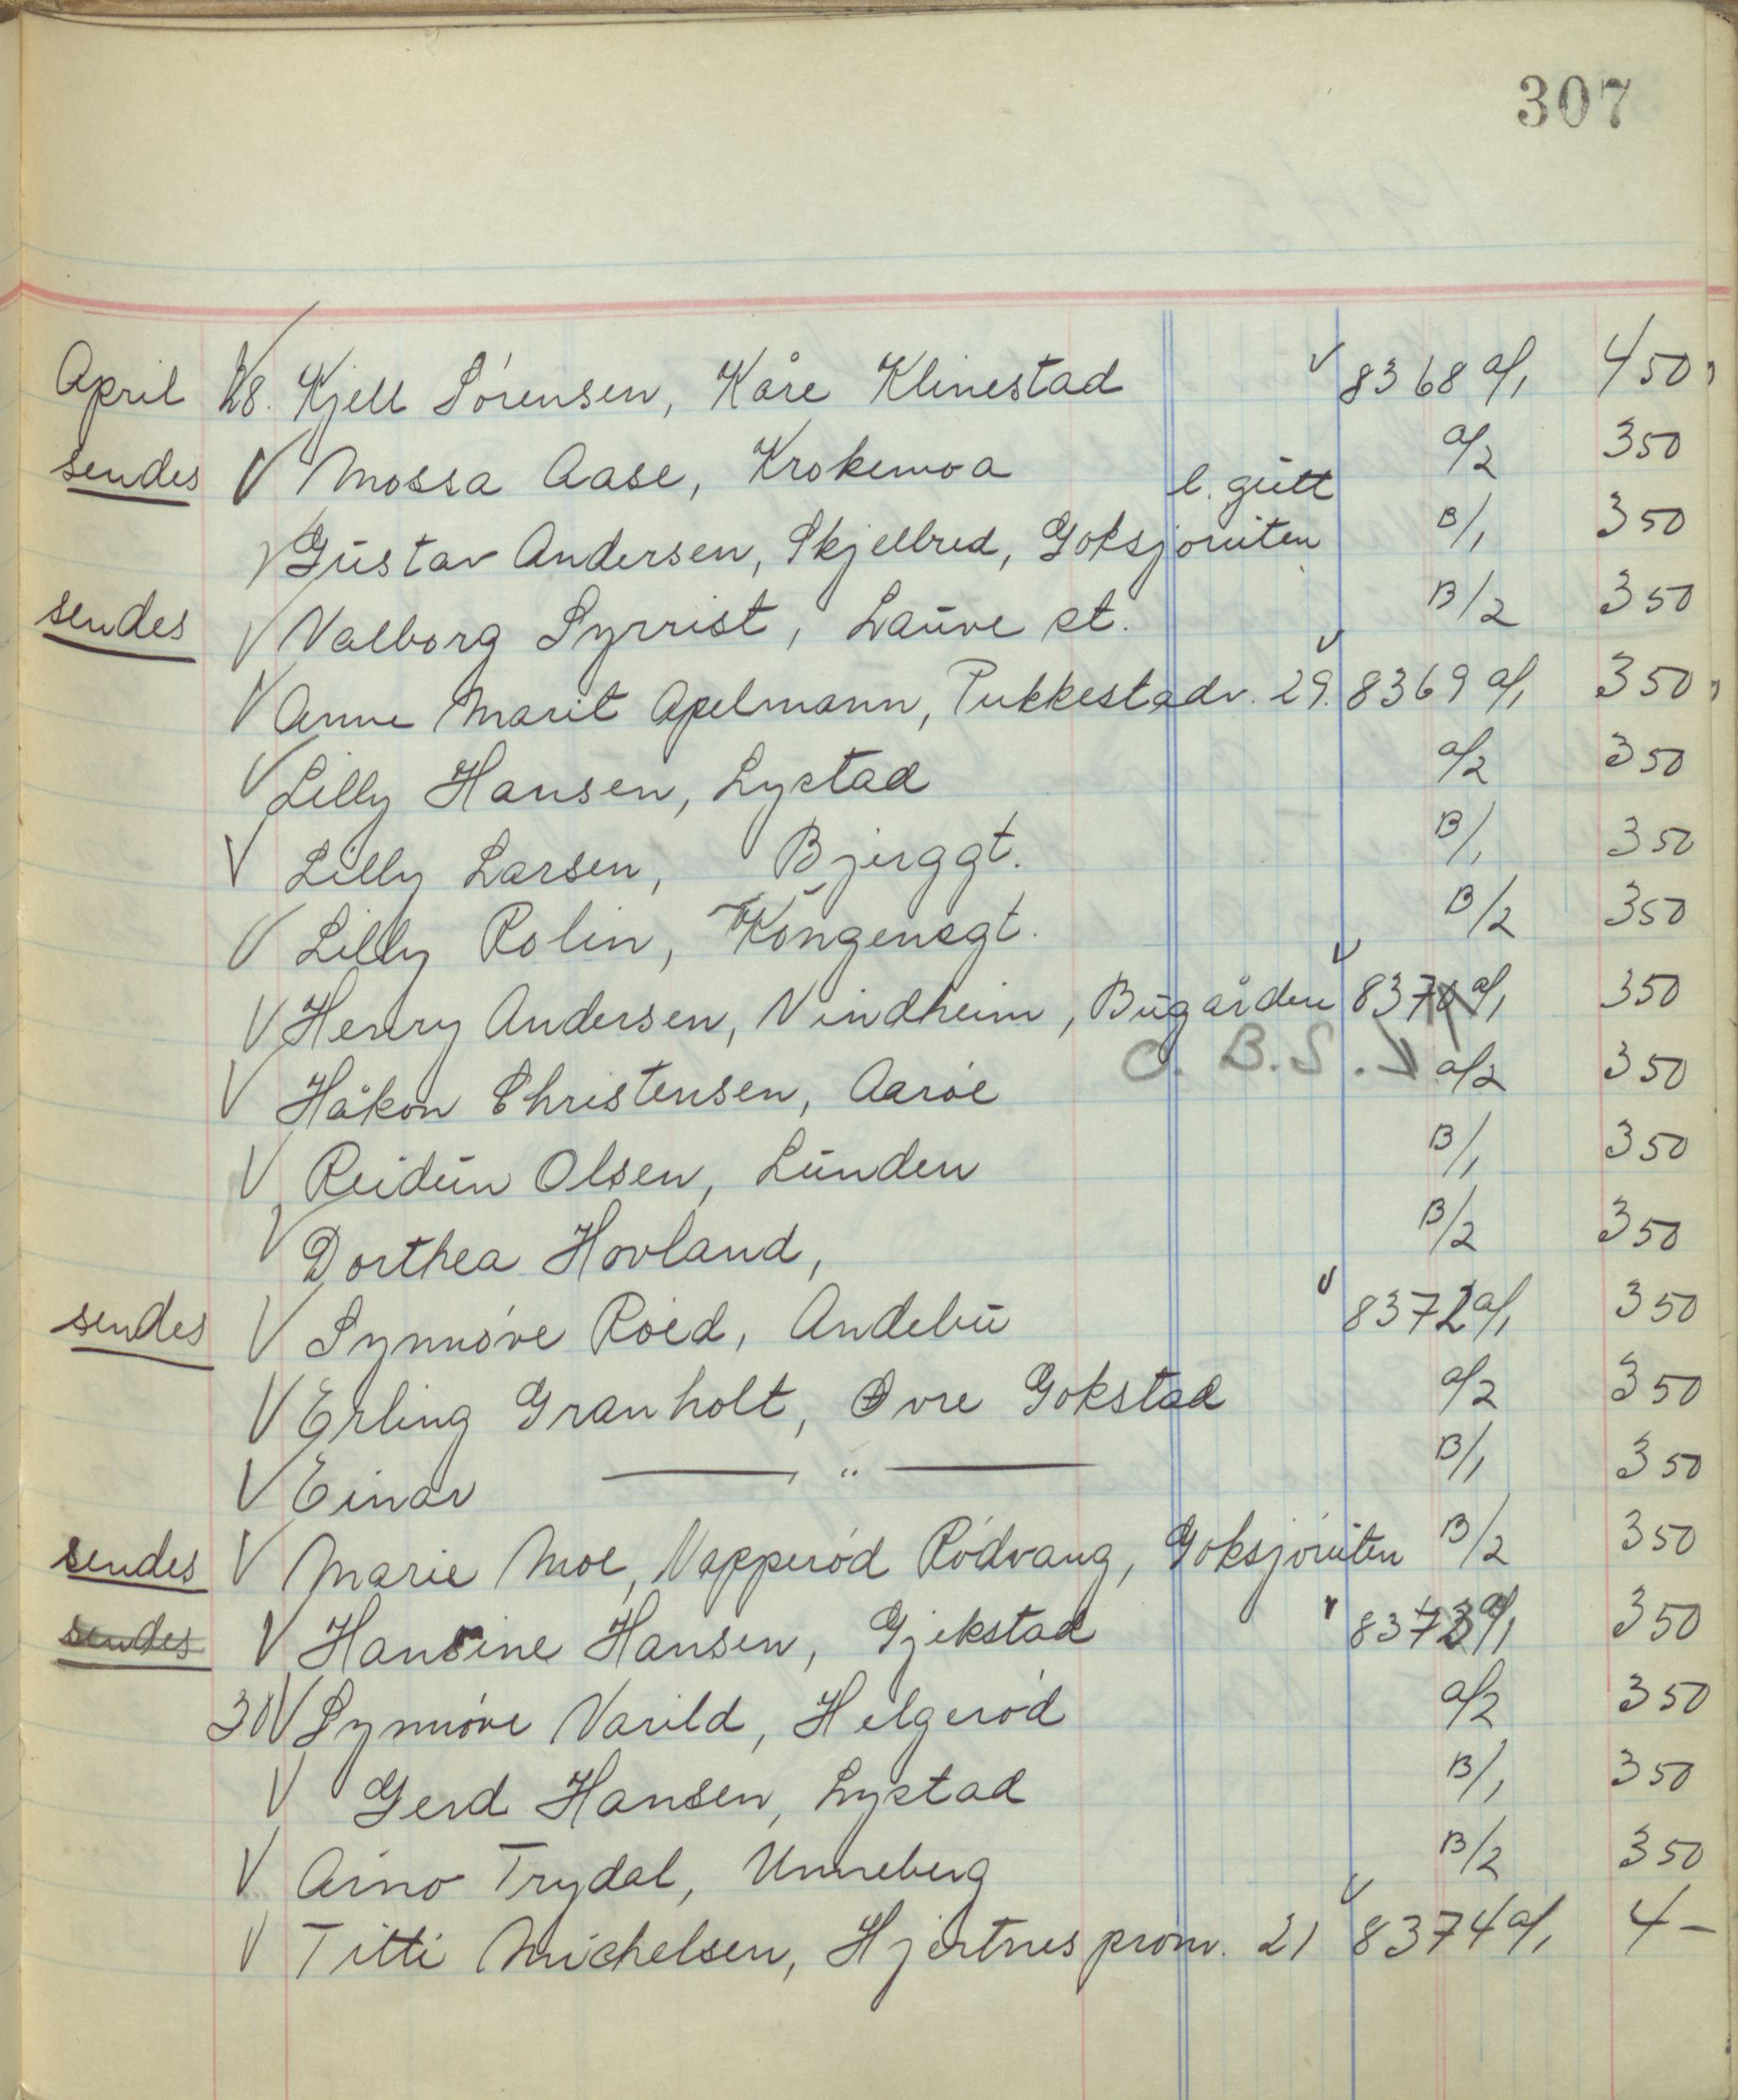 307
April 28. Kjell Sörensen, Kåre Klinestad 8368 a/1 4 50
sendes V Mossa Aase, Krokemoa a/2 3 50
l. gutt
V Gustav Andersen, Skjelbred, Goksjöruten B/1 3 50
sendes V Valborg Syrrist, Lauve st. B/2 3 50
V Anne Marit Apelmann, Pukkestadv. 29. V 8369 a/1 3 50
V Lilly Hansen, Lystad a/2 3 50
V Lilly Larsen, Bjerggt. B/1 3 50
V Lilly Rolin, Kongensgt. B/2 3 50
V Henry Andersen, Vindheim, Bugården V 8370 a/1 3 50
O. B. S.
V Håkon Christensen, Aaröe a/2 3 50
V Reidun Olsen, Lunden B/1 3 50
V Dorthea Hovland, B/2 3 50
sendes V Synnöve Röed, Andebu V 8372 a/1 3 50
V Erling Granholt, Øvre Gokstad a/2 3 50
V Einar — " — B/1 3 50
sendes V Marie Moe, Napperöd Rödvang, Goksjöruten B/2 3 50
sendes V Hansine Hansen, Gjekstad V 8373 a/1 3 50
30 V Synnöve Varild, Helgeröd a/2 3 50
V Gerd Hansen, Lystad B/1 3 50
V Arno Trydal, Unneberg B/2 3 50
V Titti Michelsen, Hjertnesprom. 21 V 8374 a/1 4 –